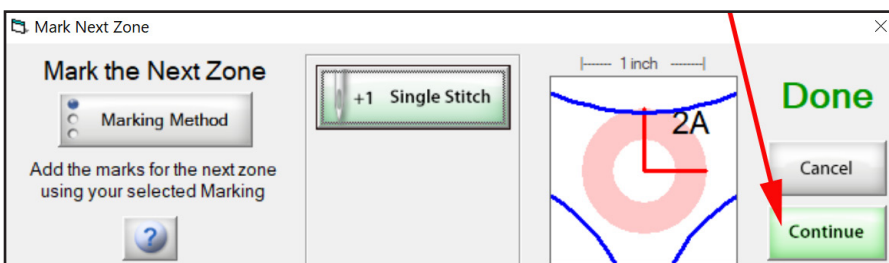 Mark Next Zone
Mark the Next Zone
Marking Method
Add the marks for the next zone
using your selected Marking
?
+1 Single Stitch
1 inch
2A
Done
Cancel
Continue